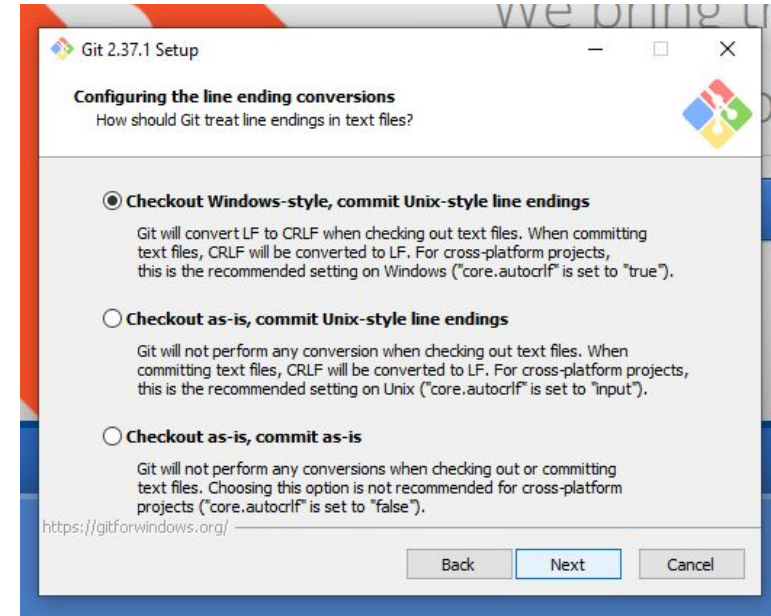 We bring
Git 2.37.1 Setup
Configuring the line ending conversions
How should Git treat line endings in text files?
Checkout Windows-style, commit Unix-style line endings
Git will convert LF to CRLF when checking out text files. When committing
text files, CRLF will be converted to LF. For cross-platform projects,
this is the recommended setting on Windows ("core.autocrlf" is set to "true").
Checkout as-is, commit Unix-style line endings
Git will not perform any conversion when checking out text files. When
committing text files, CRLF will be converted to LF. For cross-platform projects,
this is the recommended setting on Unix ("core.autocrlf" is set to "input").
Checkout as-is, commit as-is
Git will not perform any conversions when checking out or committing
text files. Choosing this option is not recommended for cross-platform
projects ("core.autocrlf" is set to "false").
https://gitforwindows.org/
Back Next Cancel